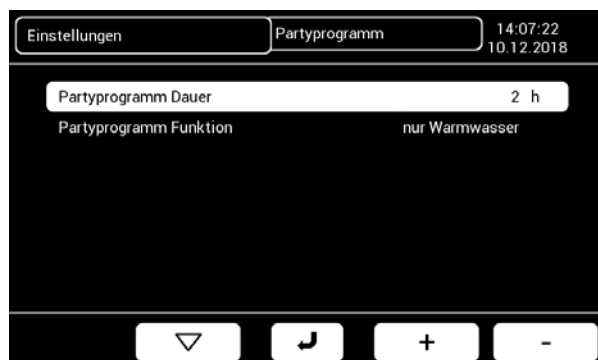 Einstellungen
Partyprogramm
14:07:22
10.12.2018
Partyprogramm Dauer 2 h
Partyprogramm Funktion nur Warmwasser
+ -